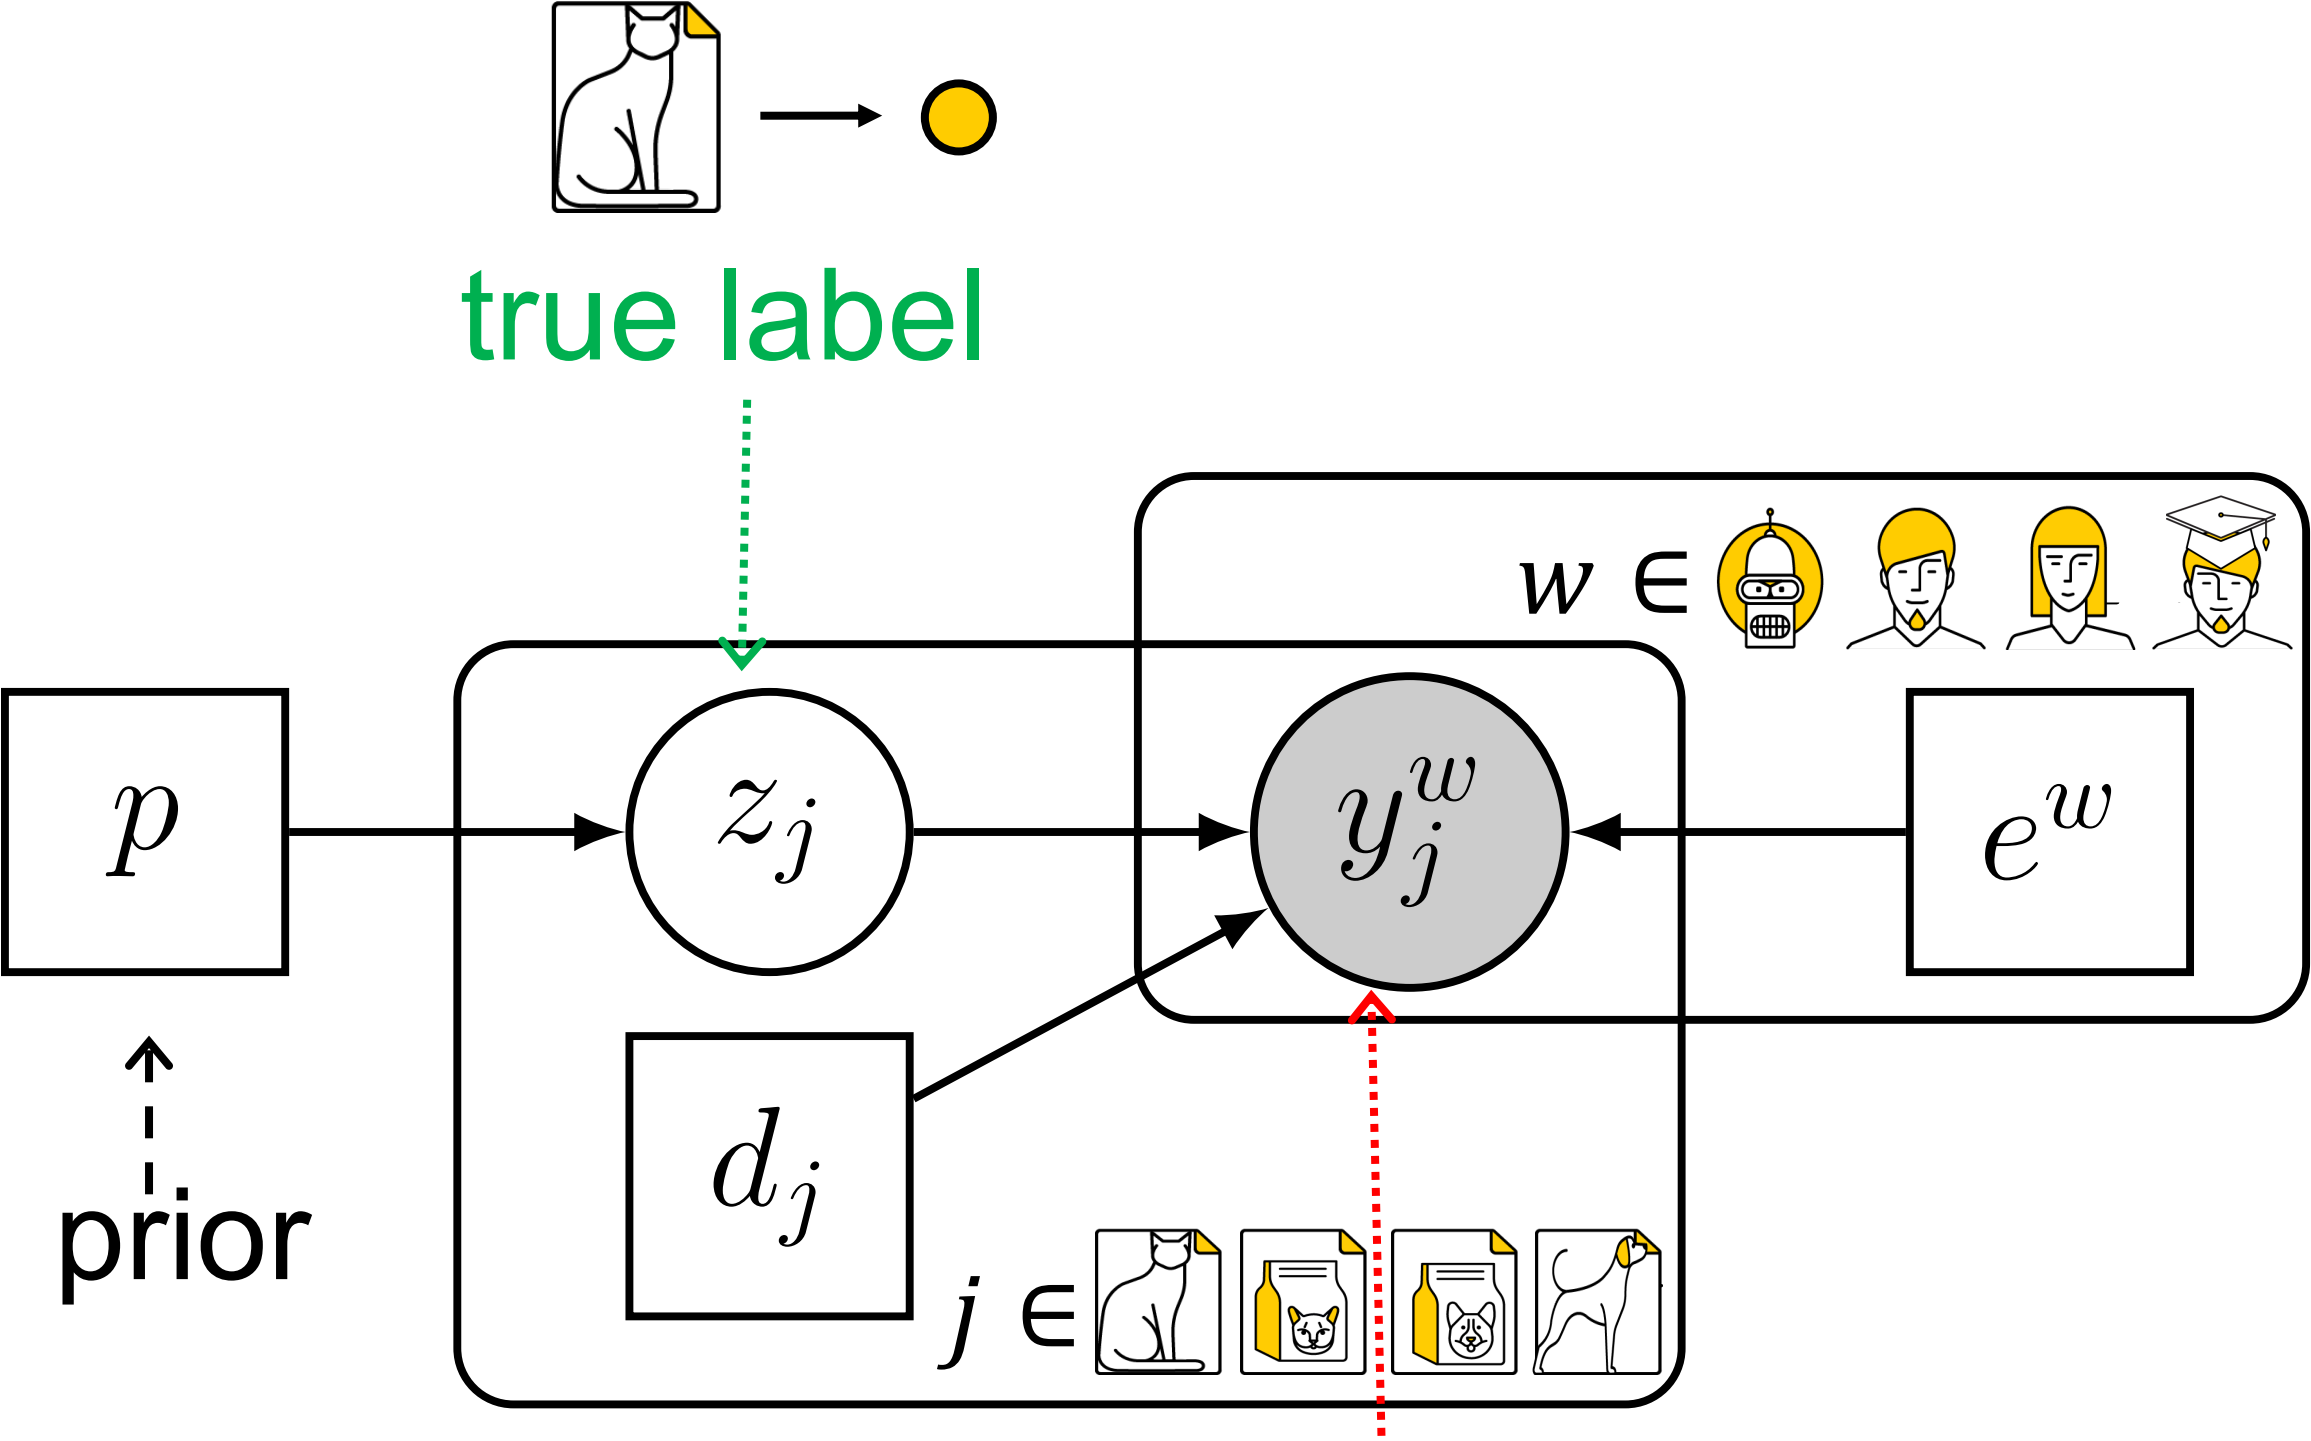 true label
w ∈
p
z_j
y_j^w
e^w
d_j
prior
j ∈